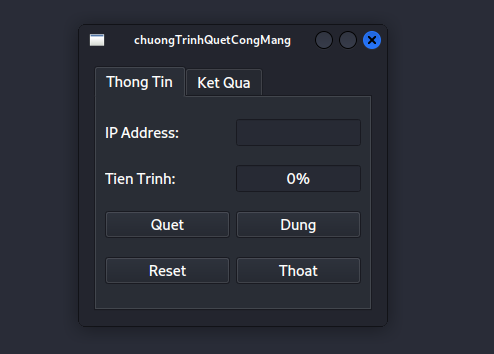 chuongTrinhQuetCongMang
Thong Tin Ket Qua
IP Address:
Tien Trinh: 0%
Quet Dung
Reset Thoat